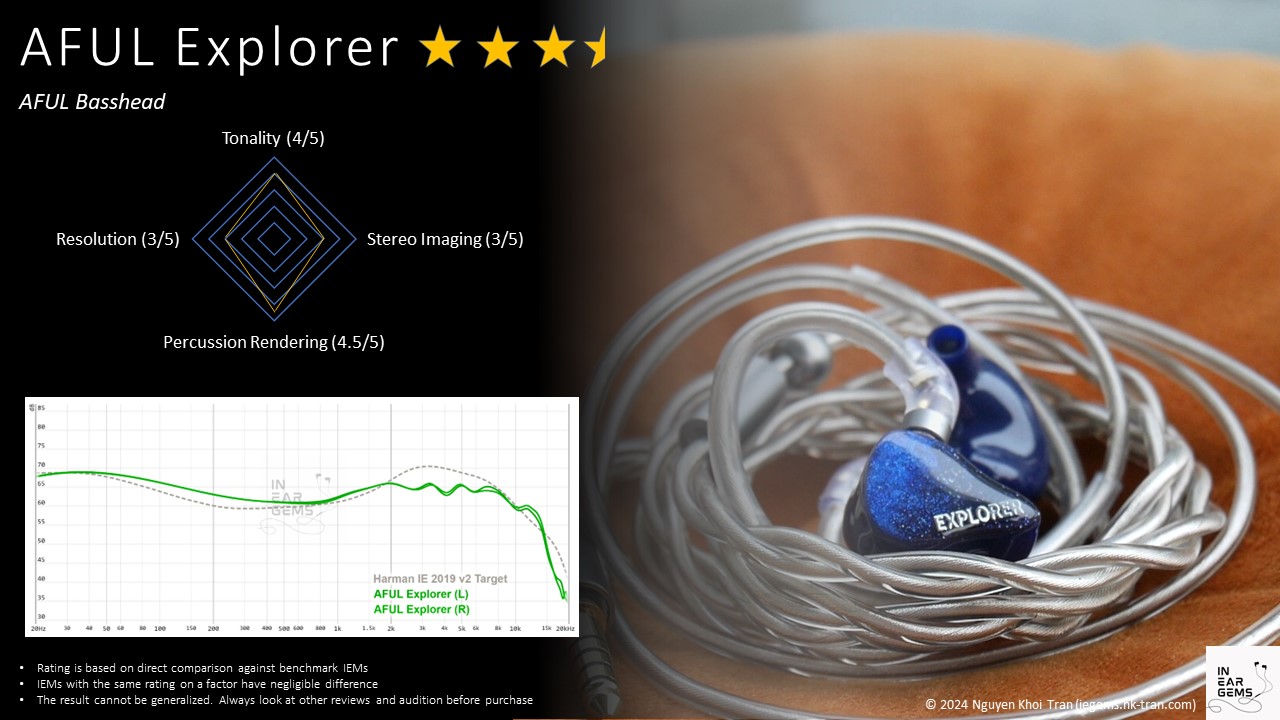 AFUL Explorer
AFUL Basshead
Tonality (4/5)
Resolution (3/5)
Stereo Imaging (3/5)
Percussion Rendering (4.5/5)
dB
85
80
75
70
65
60
55
50
45
40
35
30
IN
EAR
GEMS
Harman IE 2019 v2 Target
AFUL Explorer (L)
AFUL Explorer (R)
20Hz 30 40 50 60 80 100 150 200 300 400 500 600 800 1k 1.5k 2k 3k 4k 5k 6k 8k 10k 15k 20kHz
• Rating is based on direct comparison against benchmark IEMs
• IEMs with the same rating on a factor have negligible difference
• The result cannot be generalized. Always look at other reviews and audition before purchase
EXPLORER
© 2024 Nguyen Khoi Tran (iegems.nk-tran.com)
IN
EAR
GEMS